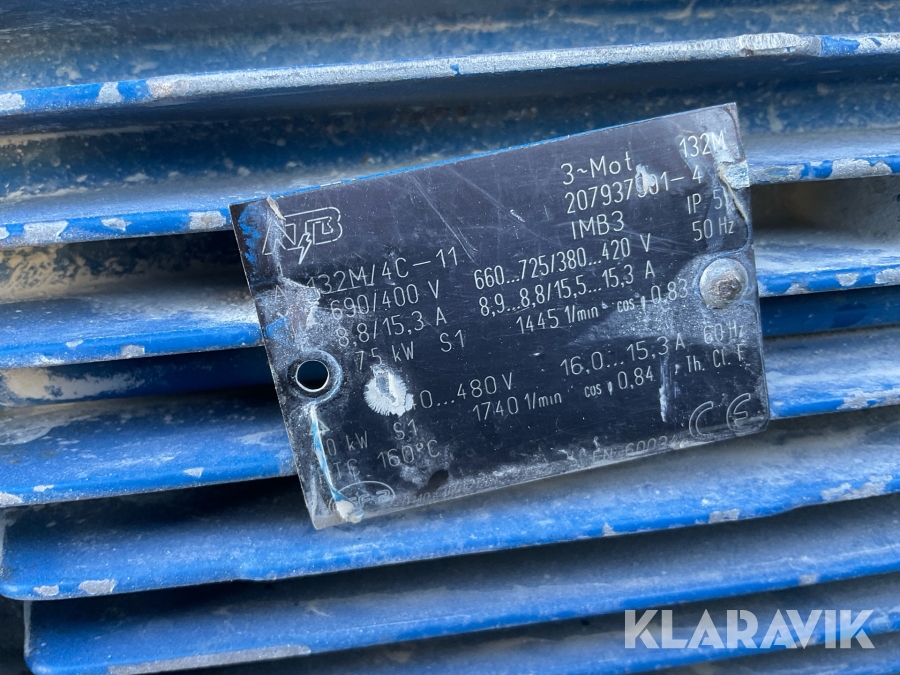 3~Mot 132M
ATB 207937001-4
IMB3 IP
132M/4C-11 660...725/380...420 V 50 Hz
690/400 V 8,9...8,8/15,5...15,3 A
8,8/15,3 A 1445 1/min cos φ 0.83
7,5 kW S1
480 V 16.0...15,3 A 60 Hz
kW S1 1740 1/min cos φ 0.84 Th. Cl. F
160°C
CE
KLARAVIK